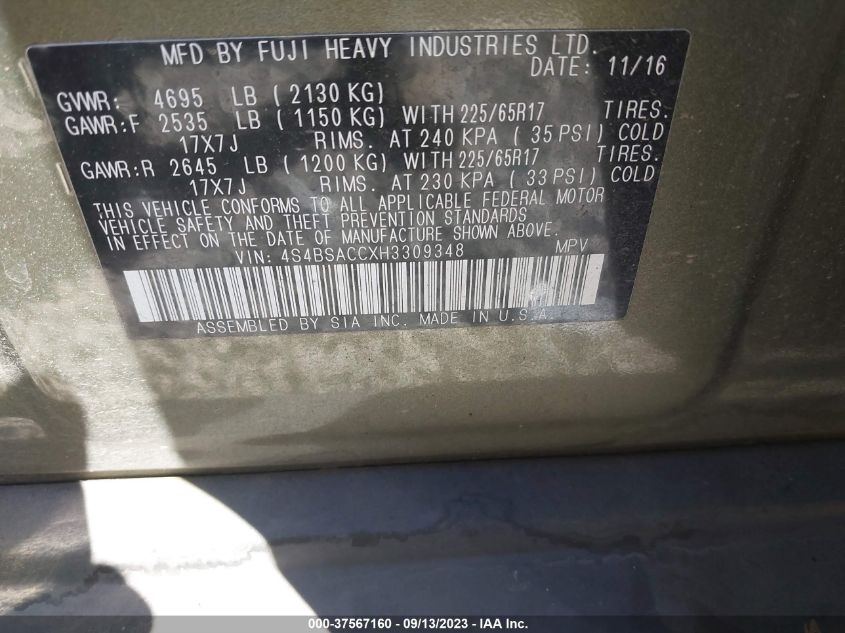 MFD BY FUJI HEAVY INDUSTRIES LTD.
DATE: 11/16
GVWR: 4695 LB ( 2130 KG)
GAWR:F 2535 LB ( 1150 KG) WITH 225/65R17 TIRES.
17X7J RIMS. AT 240 KPA ( 35 PSI) COLD
GAWR:R 2645 LB ( 1200 KG) WITH 225/65R17 TIRES.
17X7J RIMS. AT 230 KPA ( 33 PSI) COLD
THIS VEHICLE CONFORMS TO ALL APPLICABLE FEDERAL MOTOR
VEHICLE SAFETY AND THEFT PREVENTION STANDARDS
IN EFFECT ON THE DATE OF MANUFACTURE SHOWN ABOVE.
VIN: 4S4BSACCXH3309348 MPV
ASSEMBLED BY SIA INC. MADE IN U.S.A.
000-37567160 - 09/13/2023 - IAA Inc.